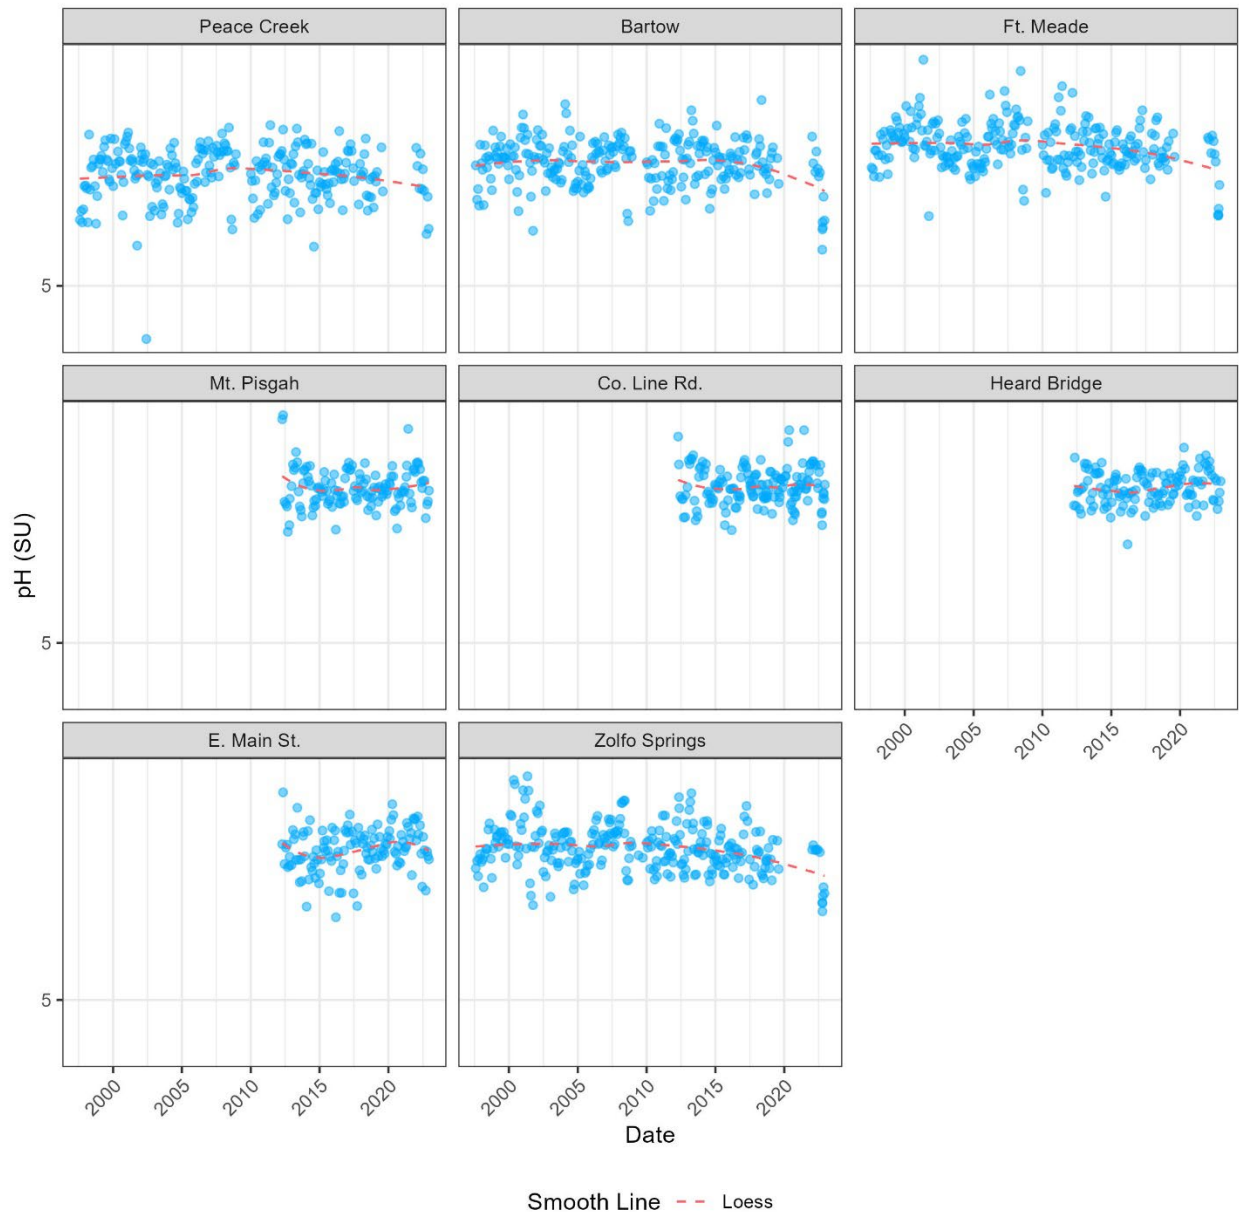 Peace Creek
Bartow
Ft. Meade
5
Mt. Pisgah
Co. Line Rd.
Heard Bridge
5
pH (SU)
2000 2005 2010 2015 2020
E. Main St.
Zolfo Springs
5
2000 2005 2010 2015 2020
2000 2005 2010 2015 2020
Date
Smooth Line Loess